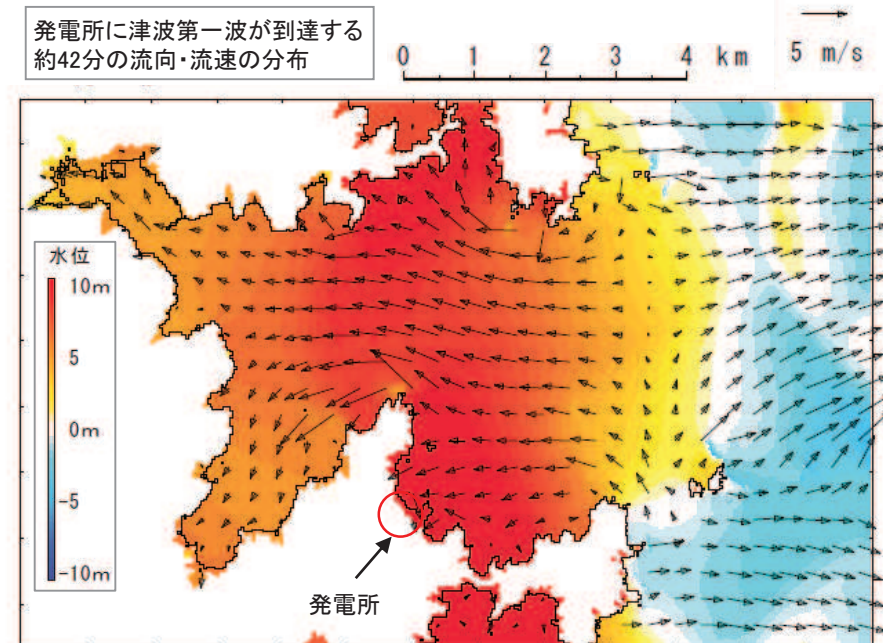 発電所に津波第一波が到達する
約42分の流向・流速の分布
0 1 2 3 4 km
5 m/s
水位
10m
5
0m
-5
-10m
発電所